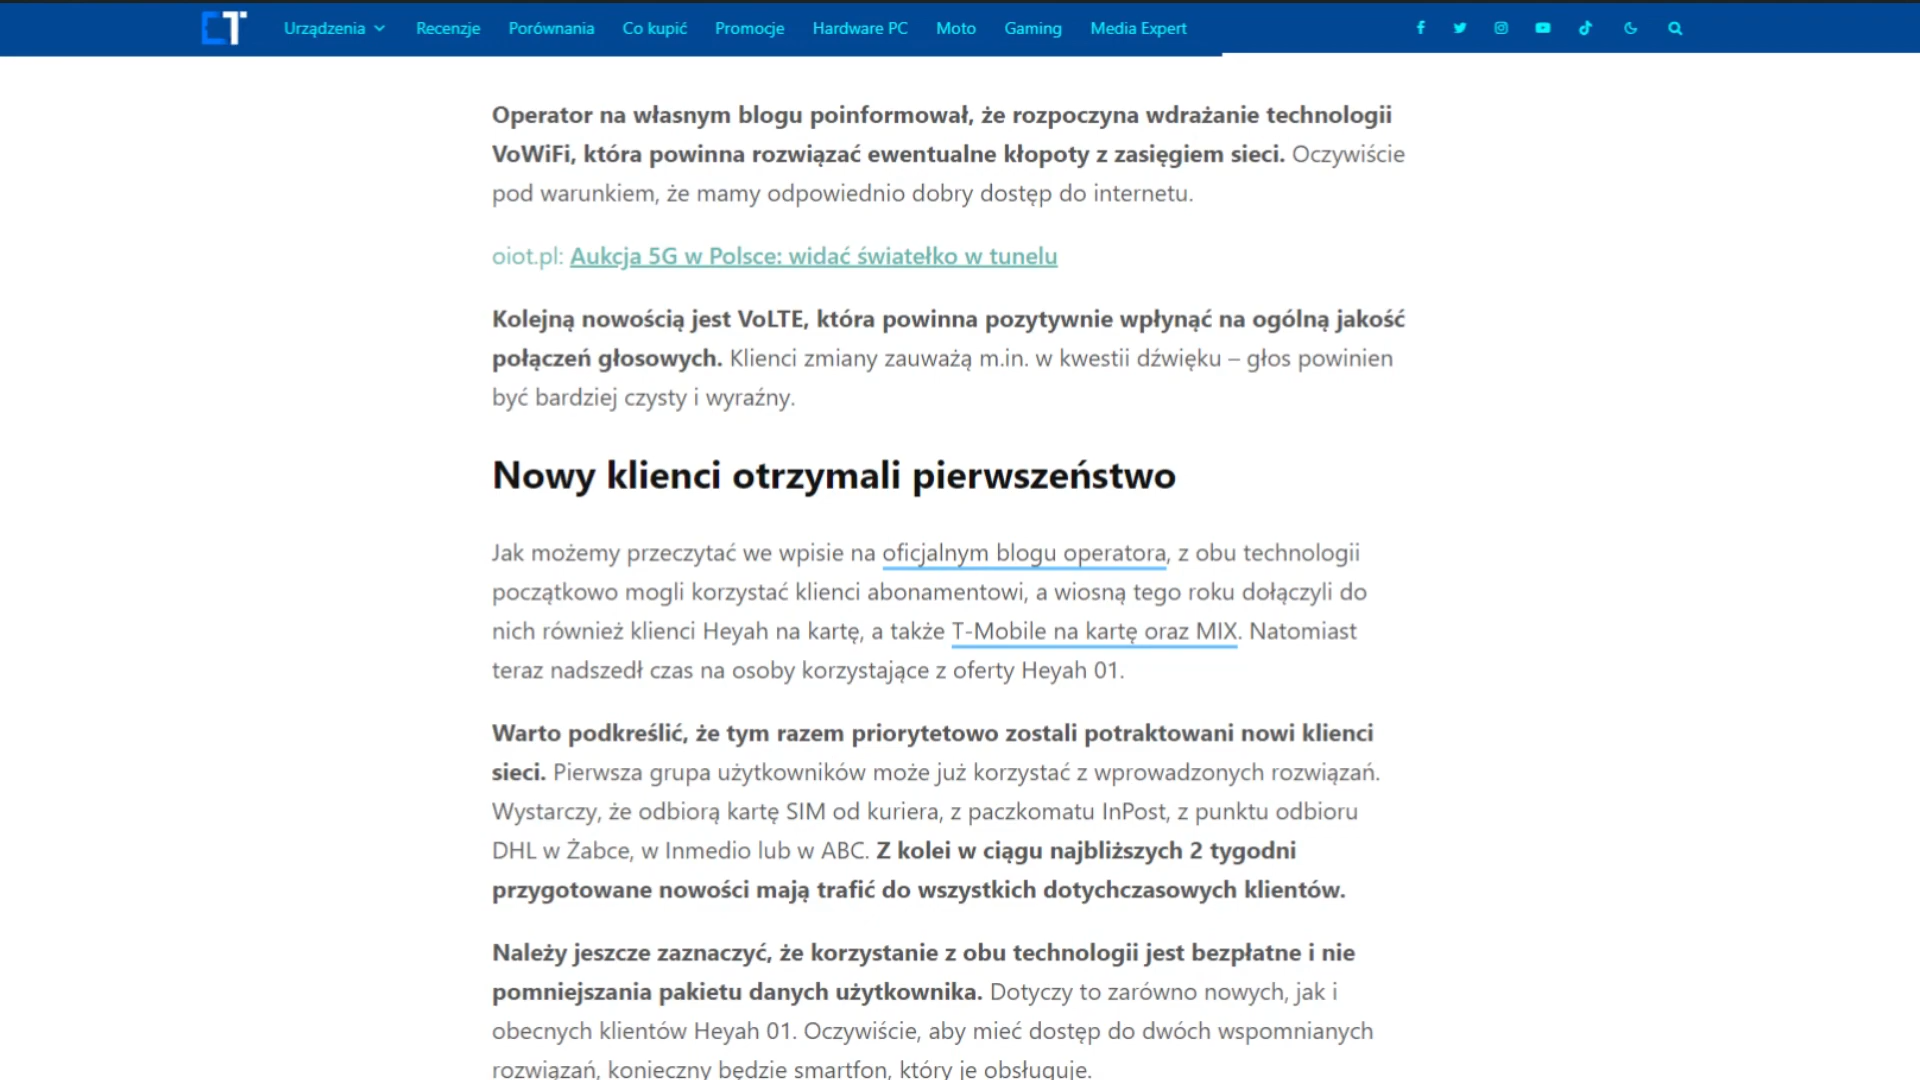 CT Urządzenia Recenzje Porównania Co kupić Promocje Hardware PC Moto Gaming Media Expert
Operator na własnym blogu poinformował, że rozpoczyna wdrażanie technologii
VoWiFi, która powinna rozwiązać ewentualne kłopoty z zasięgiem sieci. Oczywiście
pod warunkiem, że mamy odpowiednio dobry dostęp do internetu.
oiot.pl: Aukcja 5G w Polsce: widać światełko w tunelu
Kolejną nowością jest VoLTE, która powinna pozytywnie wpłynąć na ogólną jakość
połączeń głosowych. Klienci zmiany zauważą m.in. w kwestii dźwięku – głos powinien
być bardziej czysty i wyraźny.
Nowy klienci otrzymali pierwszeństwo
Jak możemy przeczytać we wpisie na oficjalnym blogu operatora, z obu technologii
początkowo mogli korzystać klienci abonamentowi, a wiosną tego roku dołączyli do
nich również klienci Heyah na kartę, a także T-Mobile na kartę oraz MIX. Natomiast
teraz nadszedł czas na osoby korzystające z oferty Heyah 01.
Warto podkreślić, że tym razem priorytetowo zostali potraktowani nowi klienci
sieci. Pierwsza grupa użytkowników może już korzystać z wprowadzonych rozwiązań.
Wystarczy, że odbiorą kartę SIM od kuriera, z paczkomatu InPost, z punktu odbioru
DHL w Żabce, w Inmedio lub w ABC. Z kolei w ciągu najbliższych 2 tygodni
przygotowane nowości mają trafić do wszystkich dotychczasowych klientów.
Należy jeszcze zaznaczyć, że korzystanie z obu technologii jest bezpłatne i nie
pomniejszania pakietu danych użytkownika. Dotyczy to zarówno nowych, jak i
obecnych klientów Heyah 01. Oczywiście, aby mieć dostęp do dwóch wspomnianych
rozwiązań, konieczny będzie smartfon, który je obsługuje.